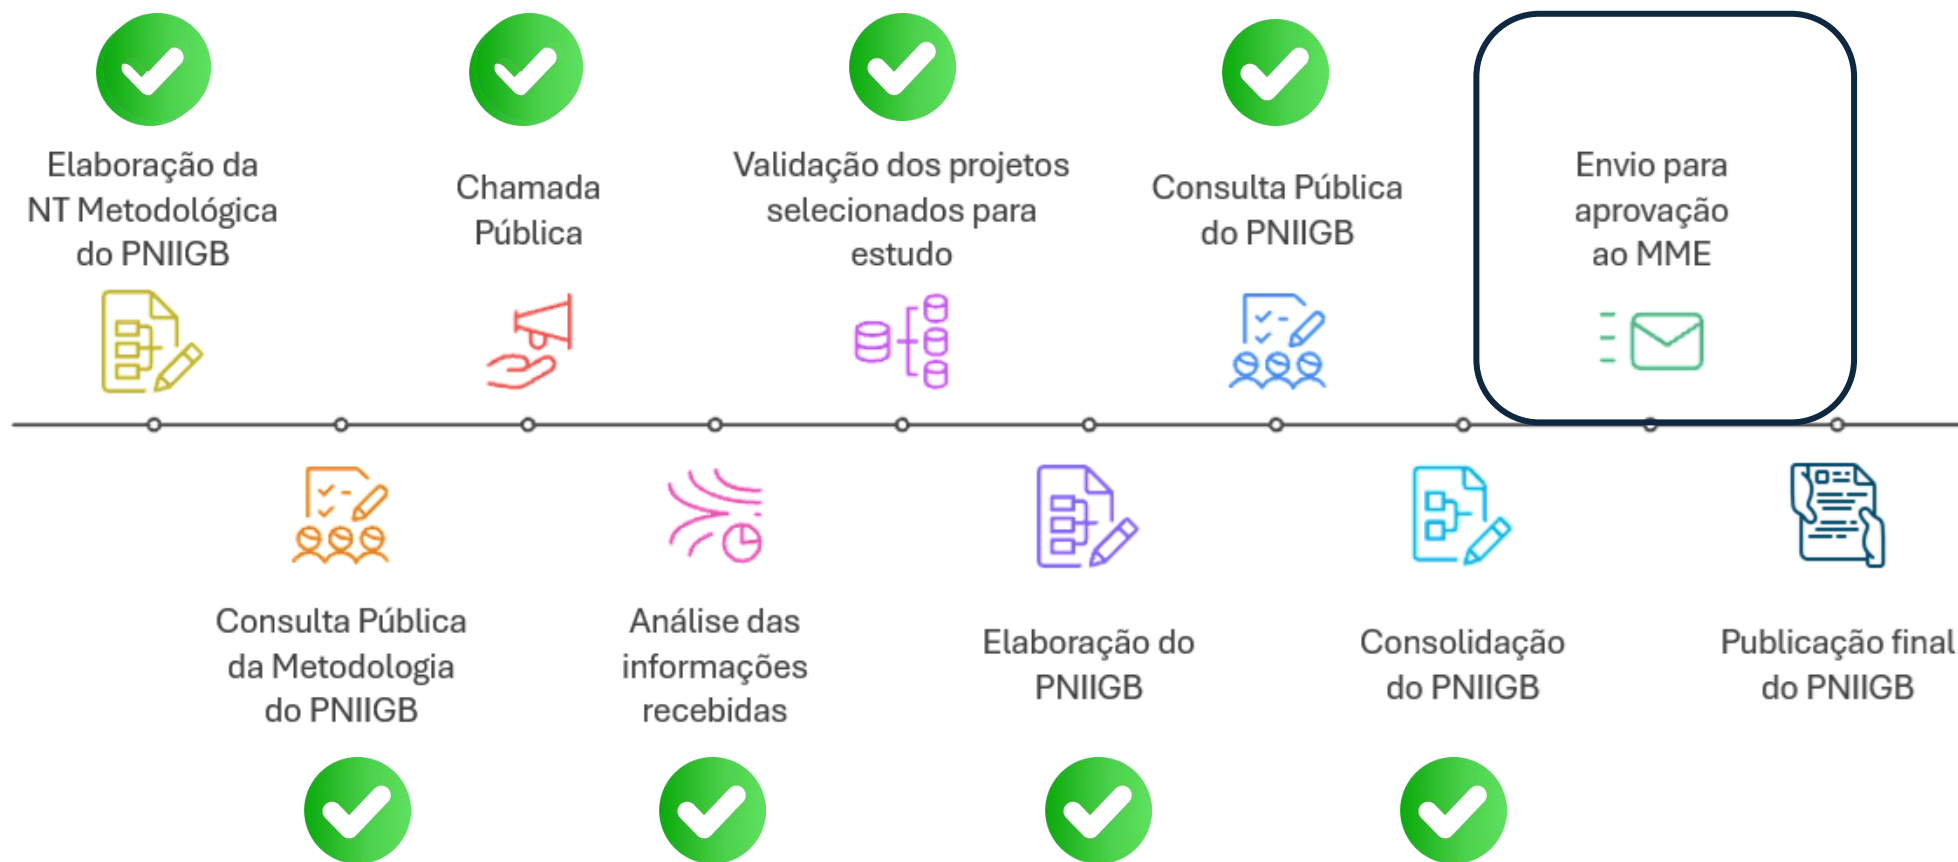 Elaboração da
NT Metodológica
do PNIIGB
Chamada
Pública
Validação dos projetos
selecionados para
estudo
Consulta Pública
do PNIIGB
Envio para
aprovação
ao MME
Consulta Pública
da Metodologia
do PNIIGB
Análise das
informações
recebidas
Elaboração do
PNIIGB
Consolidação
do PNIIGB
Publicação final
do PNIIGB